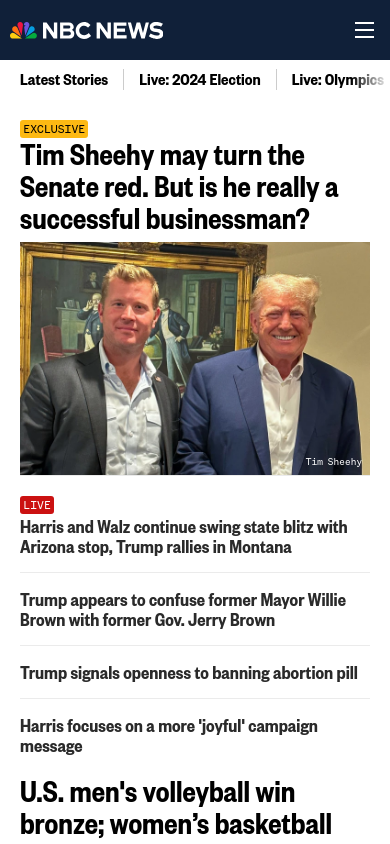 NBC NEWS
Latest Stories
Live: 2024 Election
Live: Olympics
EXCLUSIVE
Tim Sheehy may turn the
Senate red. But is he really a
successful businessman?
Tim Sheehy
LIVE
Harris and Walz continue swing state blitz with
Arizona stop, Trump rallies in Montana
Trump appears to confuse former Mayor Willie
Brown with former Gov. Jerry Brown
Trump signals openness to banning abortion pill
Harris focuses on a more 'joyful' campaign
message
U.S. men's volleyball win
bronze; women’s basketball